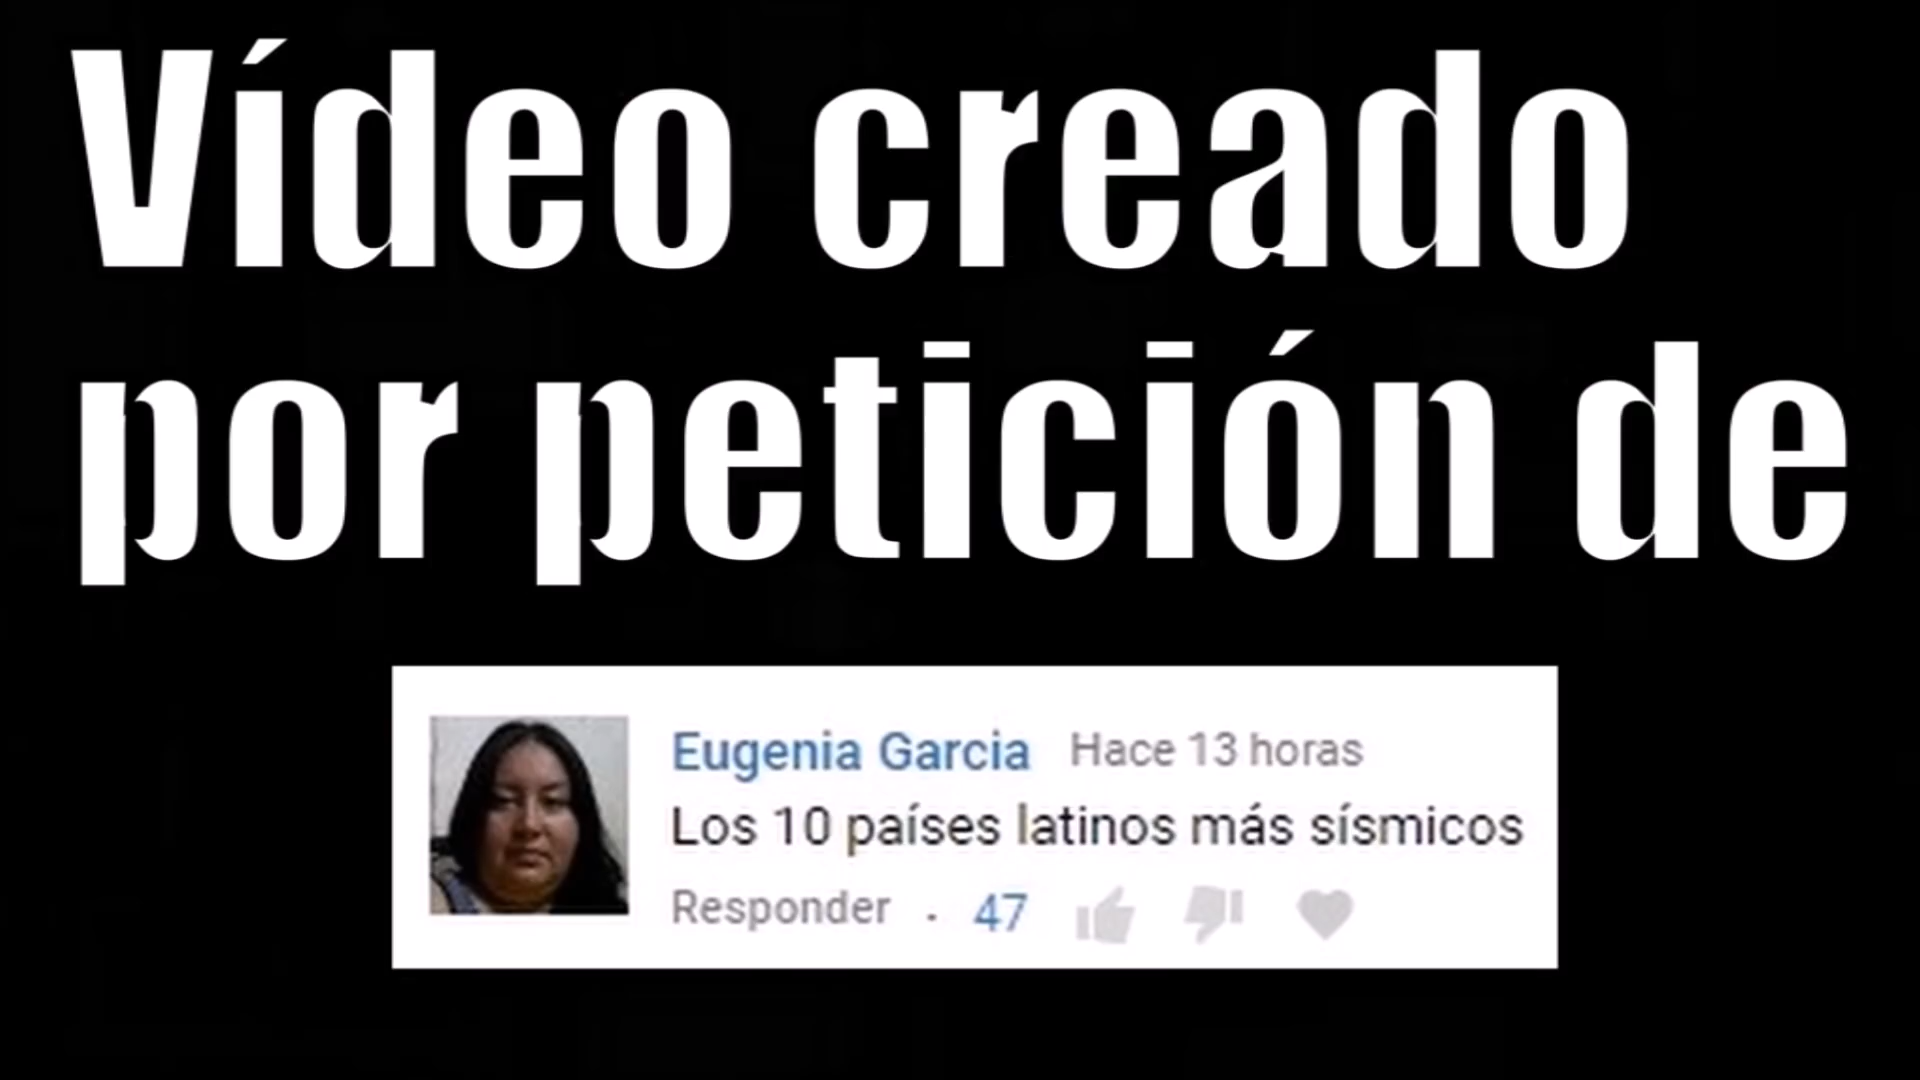 Vídeo creado
por petición de
Eugenia Garcia Hace 13 horas
Los 10 países latinos más sísmicos
Responder . 47